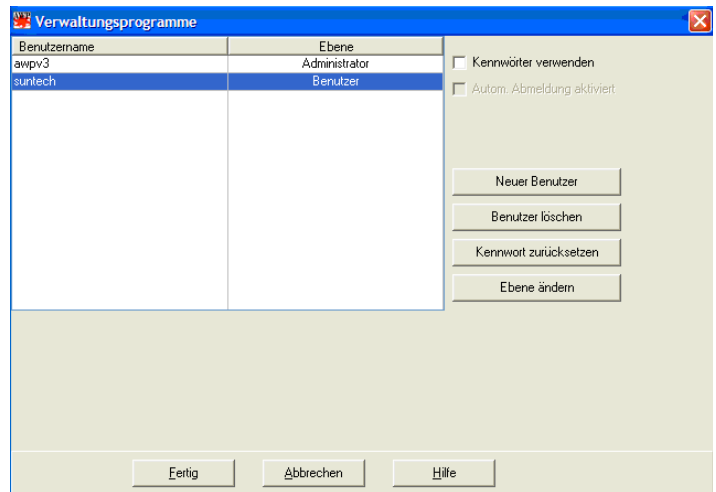 Verwaltungsprogramme
Benutzername Ebene
awpv3 Administrator
suntech Benutzer
Kennwörter verwenden
Autom. Abmeldung aktiviert
Neuer Benutzer
Benutzer löschen
Kennwort zurücksetzen
Ebene ändern
Fertig Abbrechen Hilfe